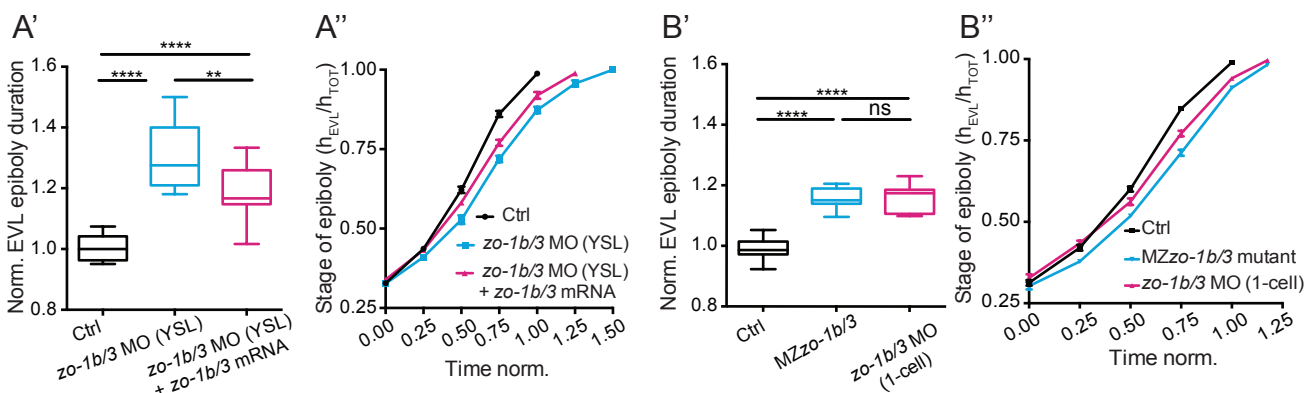 A’
****
****
**
Norm. EVL epiboly duration
1.6
1.4
1.2
1.0
0.8
Ctrl
zo-1b/3 MO (YSL)
zo-1b/3 MO (YSL)
+ zo-1b/3 mRNA
A’’
Stage of epiboly (hEVL/hTOT)
1.00
0.75
0.50
0.25
Ctrl
zo-1b/3 MO (YSL)
zo-1b/3 MO (YSL)
+ zo-1b/3 mRNA
0.00
0.25
0.50
0.75
1.00
1.25
1.50
Time norm.
B’
****
****
ns
Norm. EVL epiboly duration
1.6
1.4
1.2
1.0
0.8
Ctrl
MZzo-1b/3
zo-1b/3 MO
(1-cell)
B’’
Stage of epiboly (hEVL/hTOT)
1.00
0.75
0.50
0.25
Ctrl
MZzo-1b/3 mutant
zo-1b/3 MO (1-cell)
0.00
0.25
0.50
0.75
1.00
1.25
Time norm.